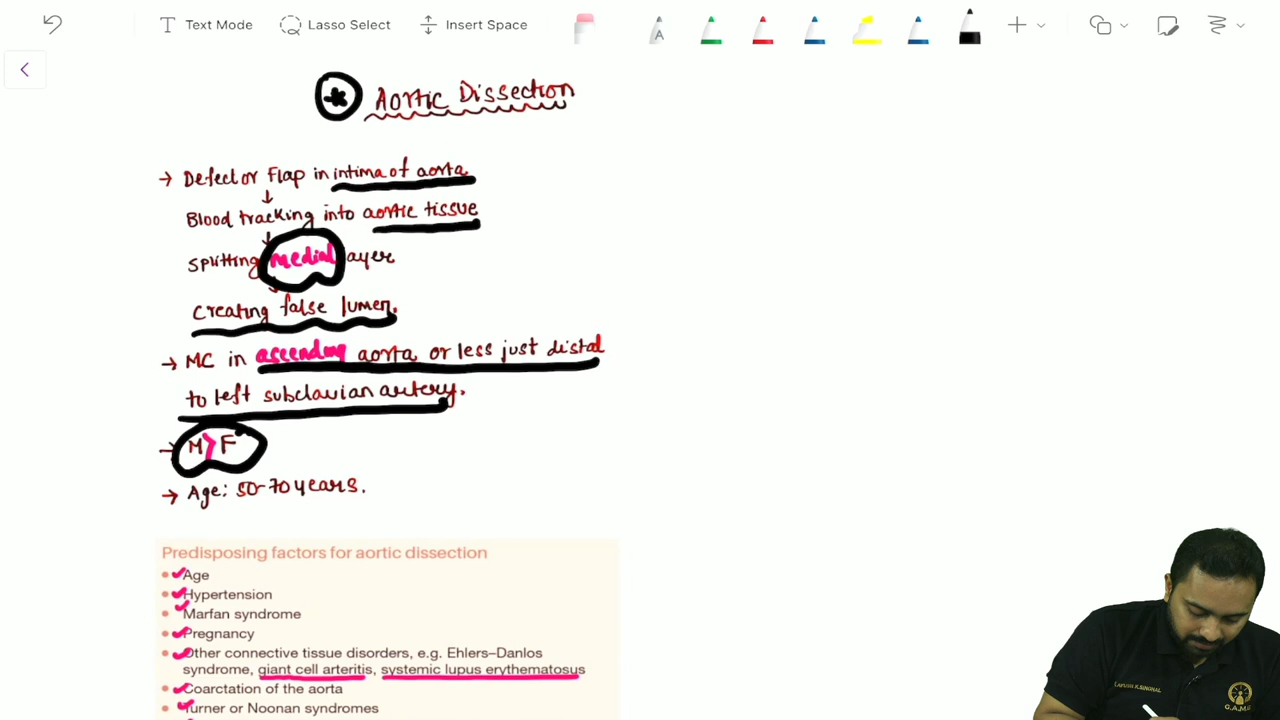 Text Mode
Lasso Select
Insert Space
A
Aortic Dissection
→ Defect or Flap in intima of aorta
↓
Blood tracking into aortic tissue
↓
Splitting medial layer
creating false lumen.
→ MC in ascending aorta or less just distal
to left subclavian artery.
→ M > F
→ Age: 50-70 years.
Predisposing factors for aortic dissection
• Age
• Hypertension
• Marfan syndrome
• Pregnancy
• Other connective tissue disorders, e.g. Ehlers–Danlos
syndrome, giant cell arteritis, systemic lupus erythematosus
• Coarctation of the aorta
• Turner or Noonan syndromes